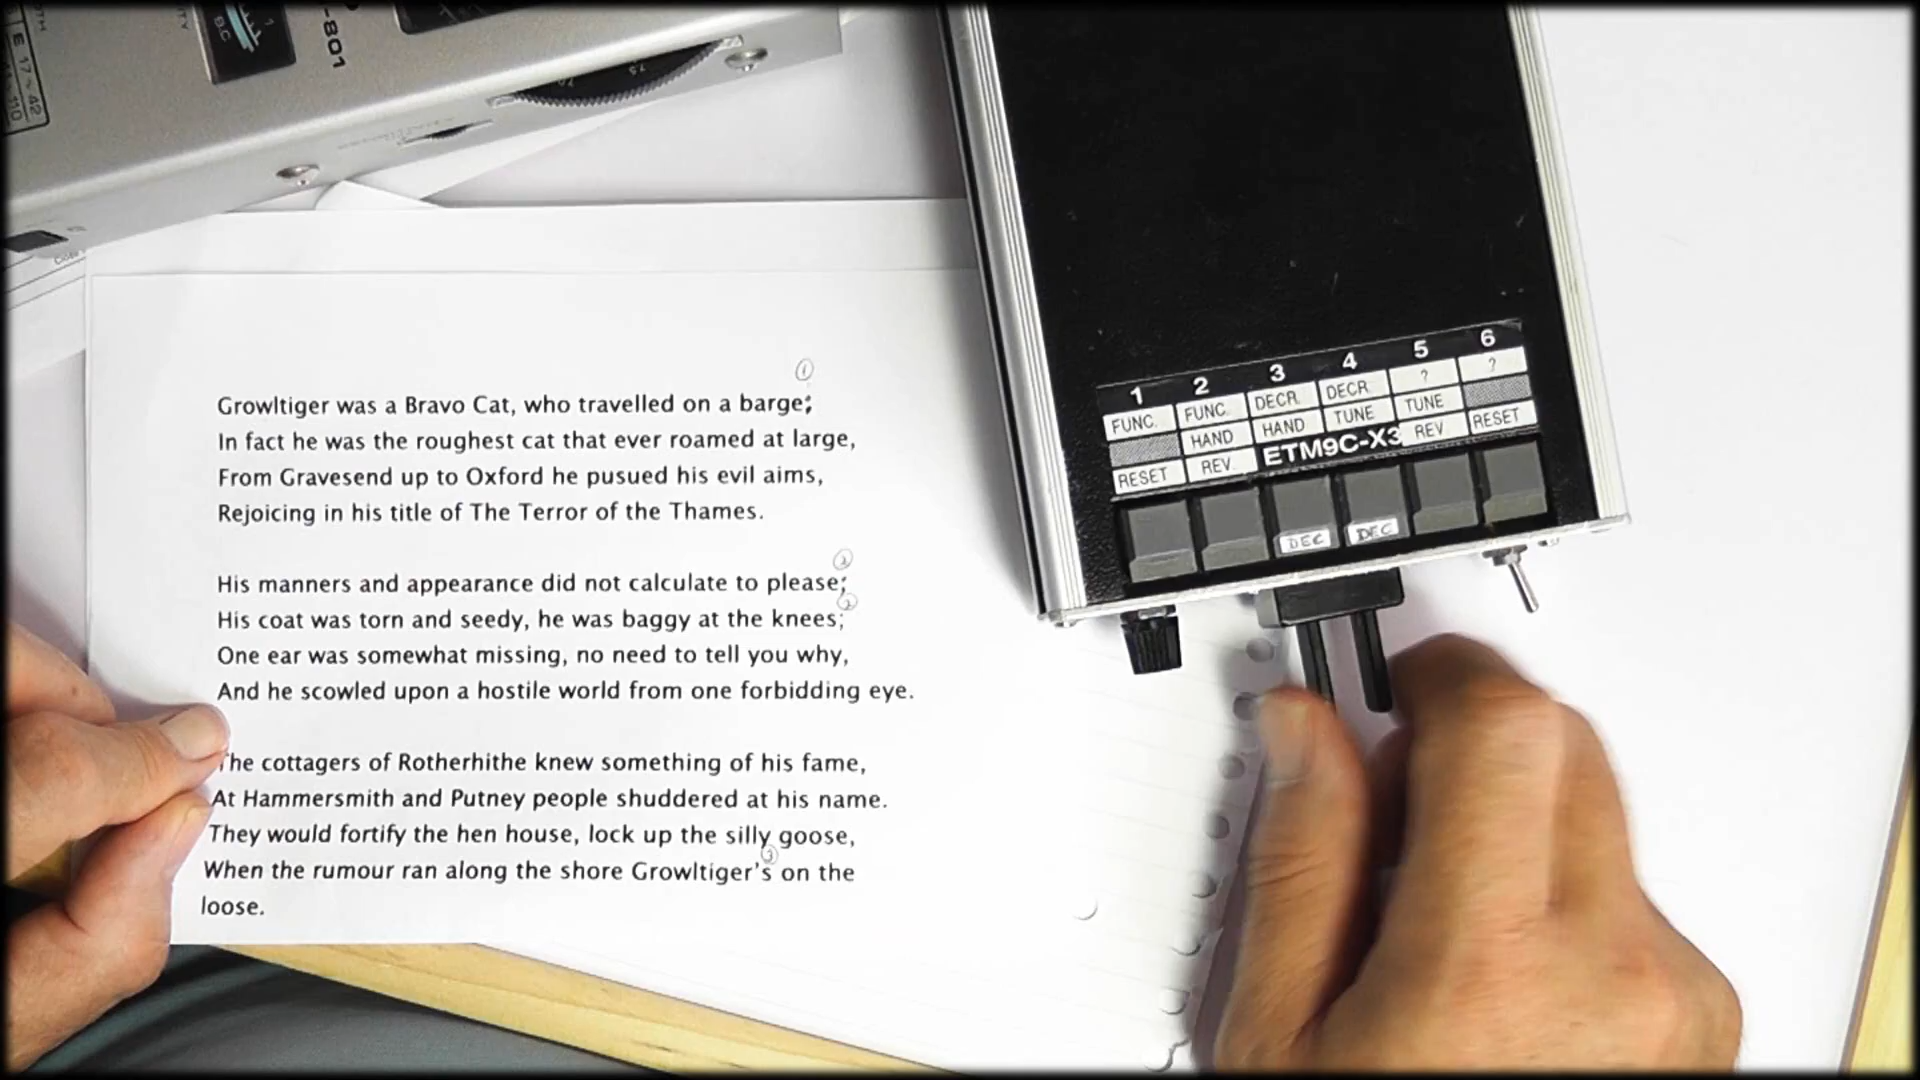 -801
1
B.C
E 17~42
110
Growltiger was a Bravo Cat, who travelled on a barge;
1
In fact he was the roughest cat that ever roamed at large,
From Gravesend up to Oxford he pusued his evil aims,
Rejoicing in his title of The Terror of the Thames.
His manners and appearance did not calculate to please;
His coat was torn and seedy, he was baggy at the knees;
One ear was somewhat missing, no need to tell you why,
And he scowled upon a hostile world from one forbidding eye.
The cottagers of Rotherhithe knew something of his fame,
At Hammersmith and Putney people shuddered at his name.
They would fortify the hen house, lock up the silly goose,
3
When the rumour ran along the shore Growltiger's on the
loose.
1 2 3 4 5 6
FUNC. FUNC. DECR. DECR. ? ?
HAND HAND TUNE TUNE
RESET REV. ETM9C-X3 REV RESET
DEC DEC